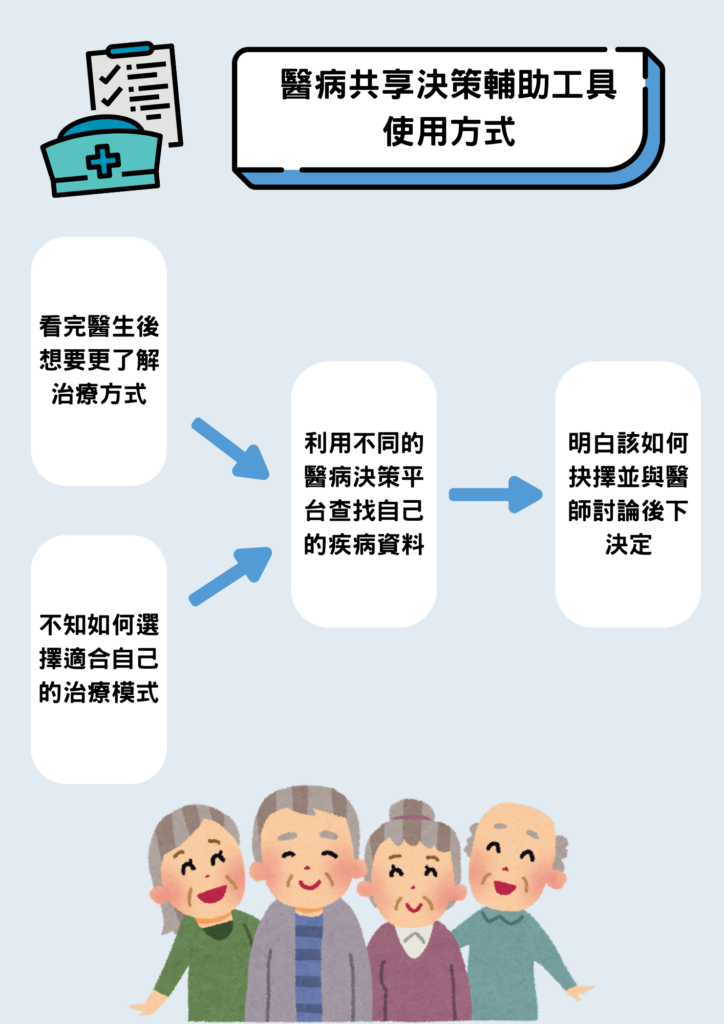 醫病共享決策輔助工具
使用方式
看完醫生後
想要更了解
治療方式
不知如何選
擇適合自己
的治療模式
利用不同的
醫病決策平
台查找自己
的疾病資料
明白該如何
抉擇並與醫
師討論後下
決定